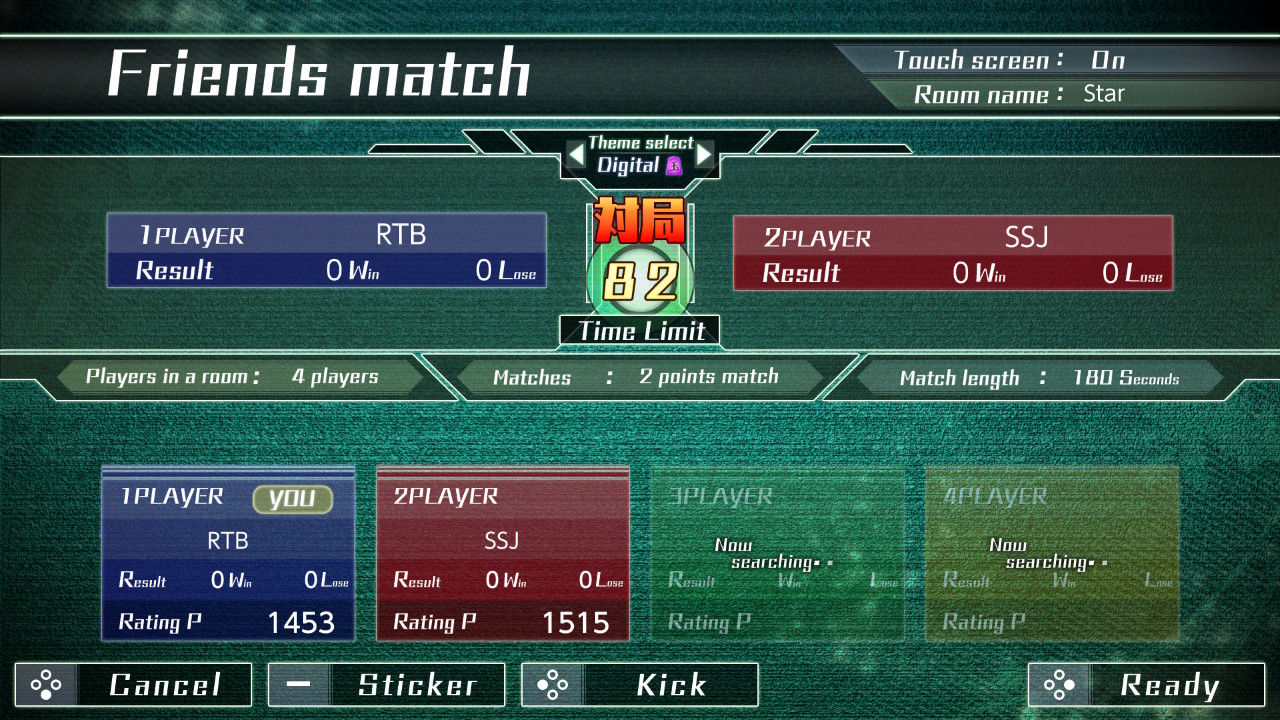 Friends match
Touch screen : On
Room name : Star
Theme select
Digital
対局
82
Time Limit
1PLAYER RTB
Result 0 Win 0 Lose
2PLAYER SSJ
Result 0 Win 0 Lose
Players in a room : 4 players
Matches : 2 points match
Match length : 180 Seconds
1PLAYER YOU
RTB
Result 0 Win 0 Lose
Rating P 1453
2PLAYER
SSJ
Result 0 Win 0 Lose
Rating P 1515
3PLAYER
Now
searching..
Result Win Lose
Rating P
4PLAYER
Now
searching..
Result Win Lose
Rating P
Cancel
Sticker
Kick
Ready